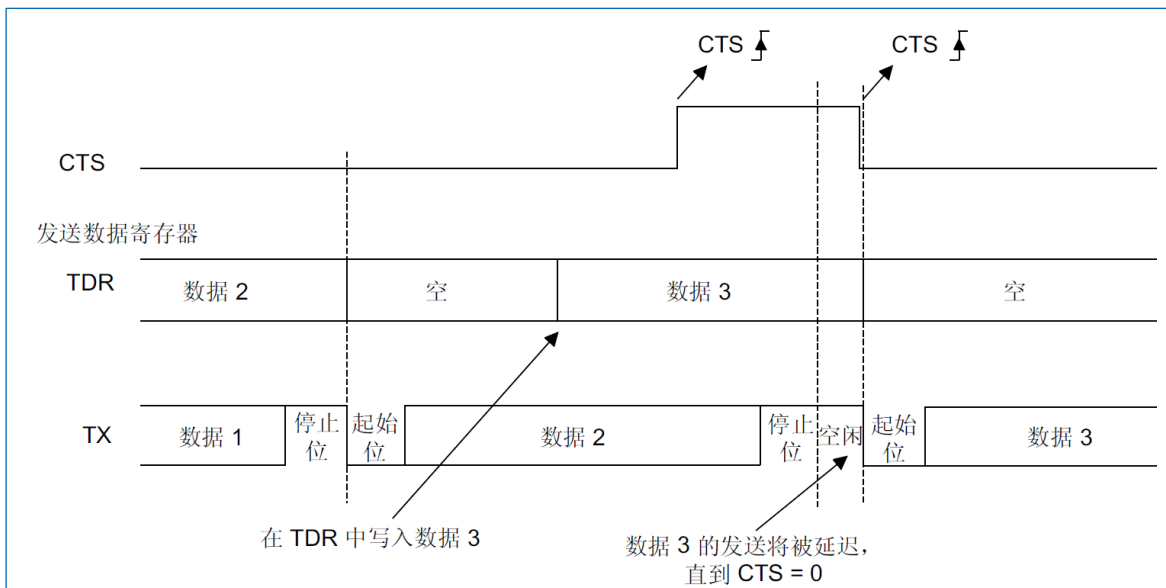 CTS
CTS
CTS
发送数据寄存器
TDR
数据 2
空
数据 3
空
TX
数据 1
停止
位
起始
位
数据 2
停止
位
空闲
起始
位
数据 3
在 TDR 中写入数据 3
数据 3 的发送将被延迟，
直到 CTS = 0